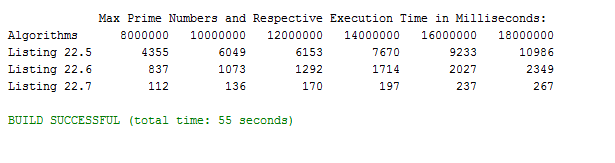 Max Prime Numbers and Respective Execution Time in Milliseconds:
Algorithms 8000000 10000000 12000000 14000000 16000000 18000000
Listing 22.5 4355 6049 6153 7670 9233 10986
Listing 22.6 837 1073 1292 1714 2027 2349
Listing 22.7 112 136 170 197 237 267
BUILD SUCCESSFUL (total time: 55 seconds)